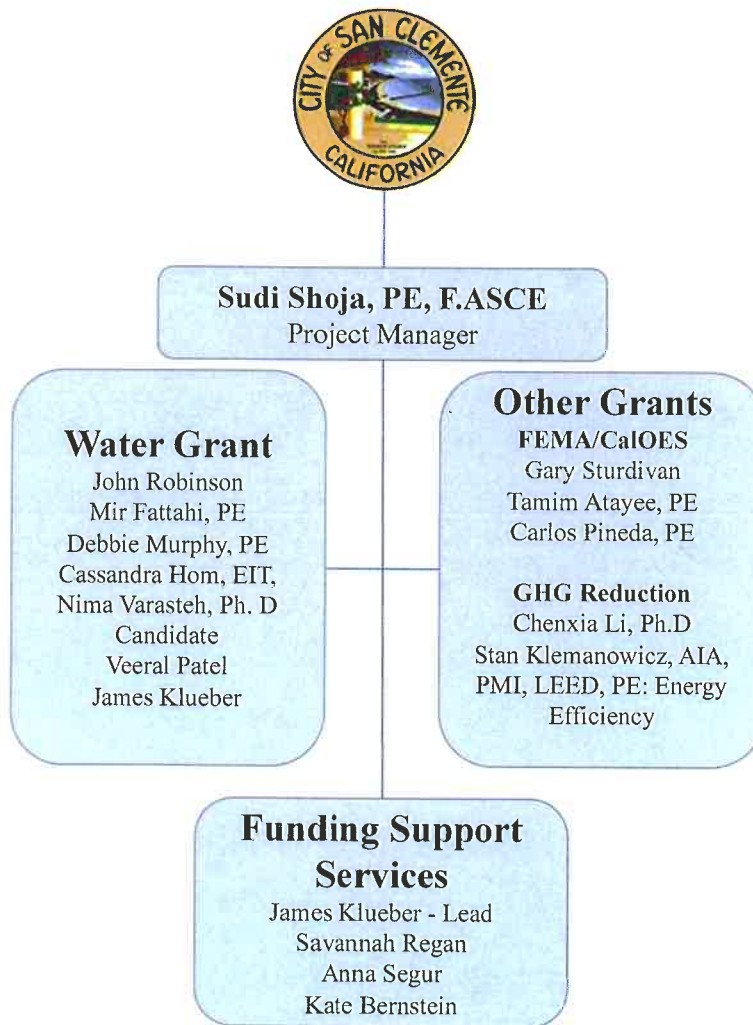 CITY OF SAN CLEMENTE
CALIFORNIA
Sudi Shoja, PE, F.ASCE
Project Manager
Water Grant
John Robinson
Mir Fattahi, PE
Debbie Murphy, PE
Cassandra Hom, EIT,
Nima Varasteh, Ph. D
Candidate
Veeral Patel
James Klueber
Other Grants
FEMA/CalOES
Gary Sturdivan
Tamim Atayee, PE
Carlos Pineda, PE
GHG Reduction
Chenxia Li, Ph.D
Stan Klemanowicz, AIA,
PMI, LEED, PE: Energy
Efficiency
Funding Support
Services
James Klueber - Lead
Savannah Regan
Anna Segur
Kate Bernstein